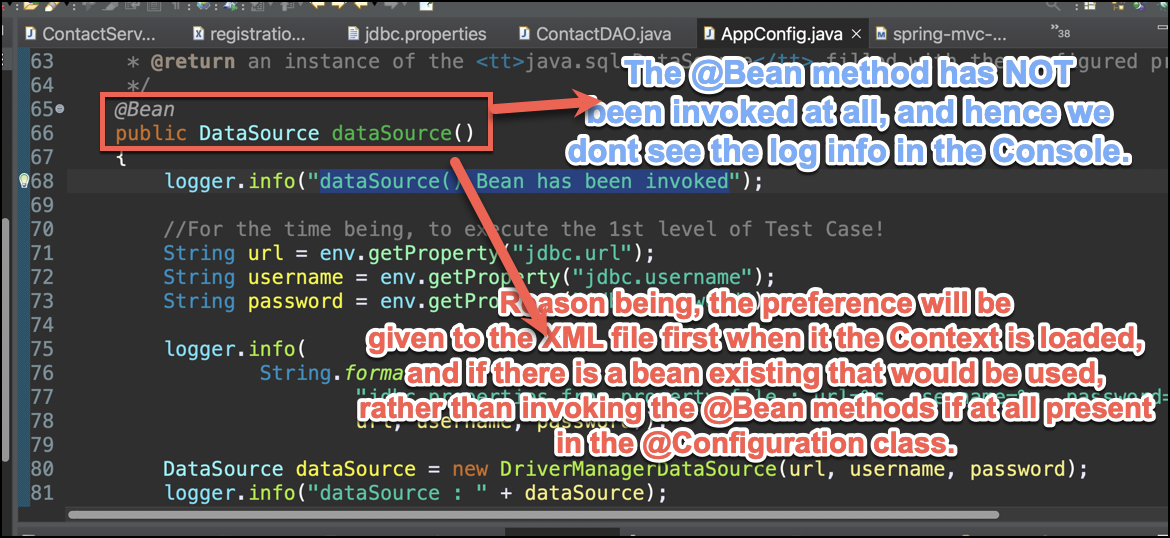 ContactServ... registratio... jdbc.properties ContactDAO.java AppConfig.java spring-mvc-... 38
63 * @return an instance of the <tt>java.sql.DataSource</tt> filled with the configured pr
64 */
65 @Bean
66 public DataSource dataSource()
67 {
68 logger.info("dataSource() Bean has been invoked");
69
70 //For the time being, to execute the 1st level of Test Case!
71 String url = env.getProperty("jdbc.url");
72 String username = env.getProperty("jdbc.username");
73 String password = env.getProp
74
75 logger.info(
76 String.forma
77 "jdbc properties from property file : url=%s, username=%s, password=
78 url, username, password));
79
80 DataSource dataSource = new DriverManagerDataSource(url, username, password);
81 logger.info("dataSource : " + dataSource);
The @Bean method has NOT
been invoked at all, and hence we
dont see the log info in the Console.
Reason being, the preference will be
given to the XML file first when it the Context is loaded,
and if there is a bean existing that would be used,
rather than invoking the @Bean methods if at all present
in the @Configuration class.